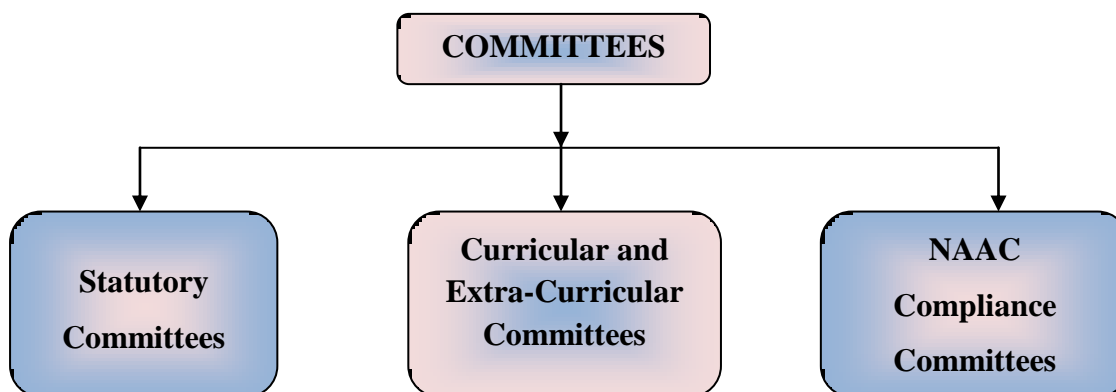 COMMITTEES
Statutory
Committees
Curricular and
Extra-Curricular
Committees
NAAC
Compliance
Committees